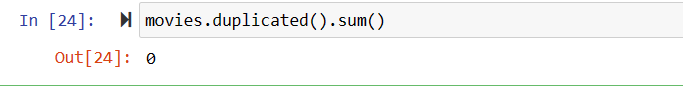 In [24]: movies.duplicated().sum()
Out[24]: 0